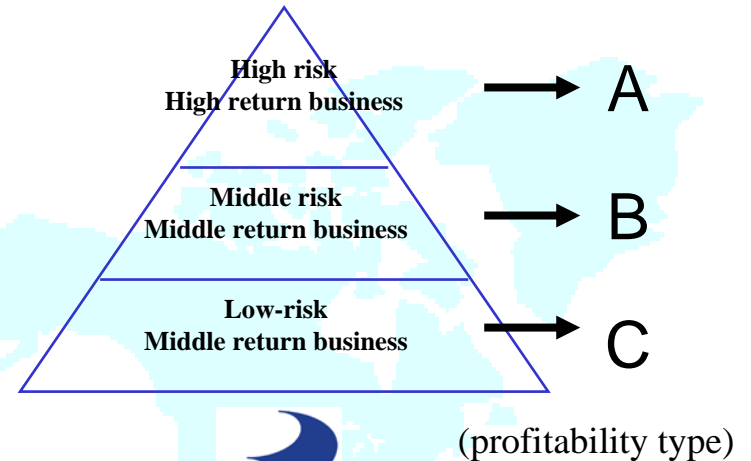 High risk
High return business
A
Middle risk
Middle return business
B
Low-risk
Middle return business
C
(profitability type)